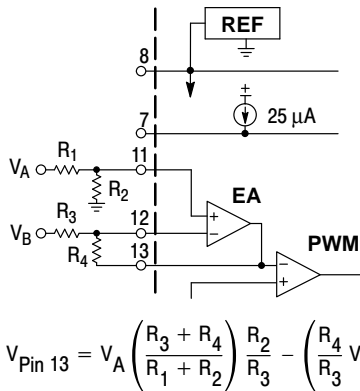 REF
8
7
25 μA
11
V_A
R_1
R_2
EA
+
−
12
V_B
R_3
R_4
13
PWM
−
+
V_Pin 13 = V_A ( (R_3 + R_4) / (R_1 + R_2) ) R_2 / R_3 − ( R_4 / R_3 V